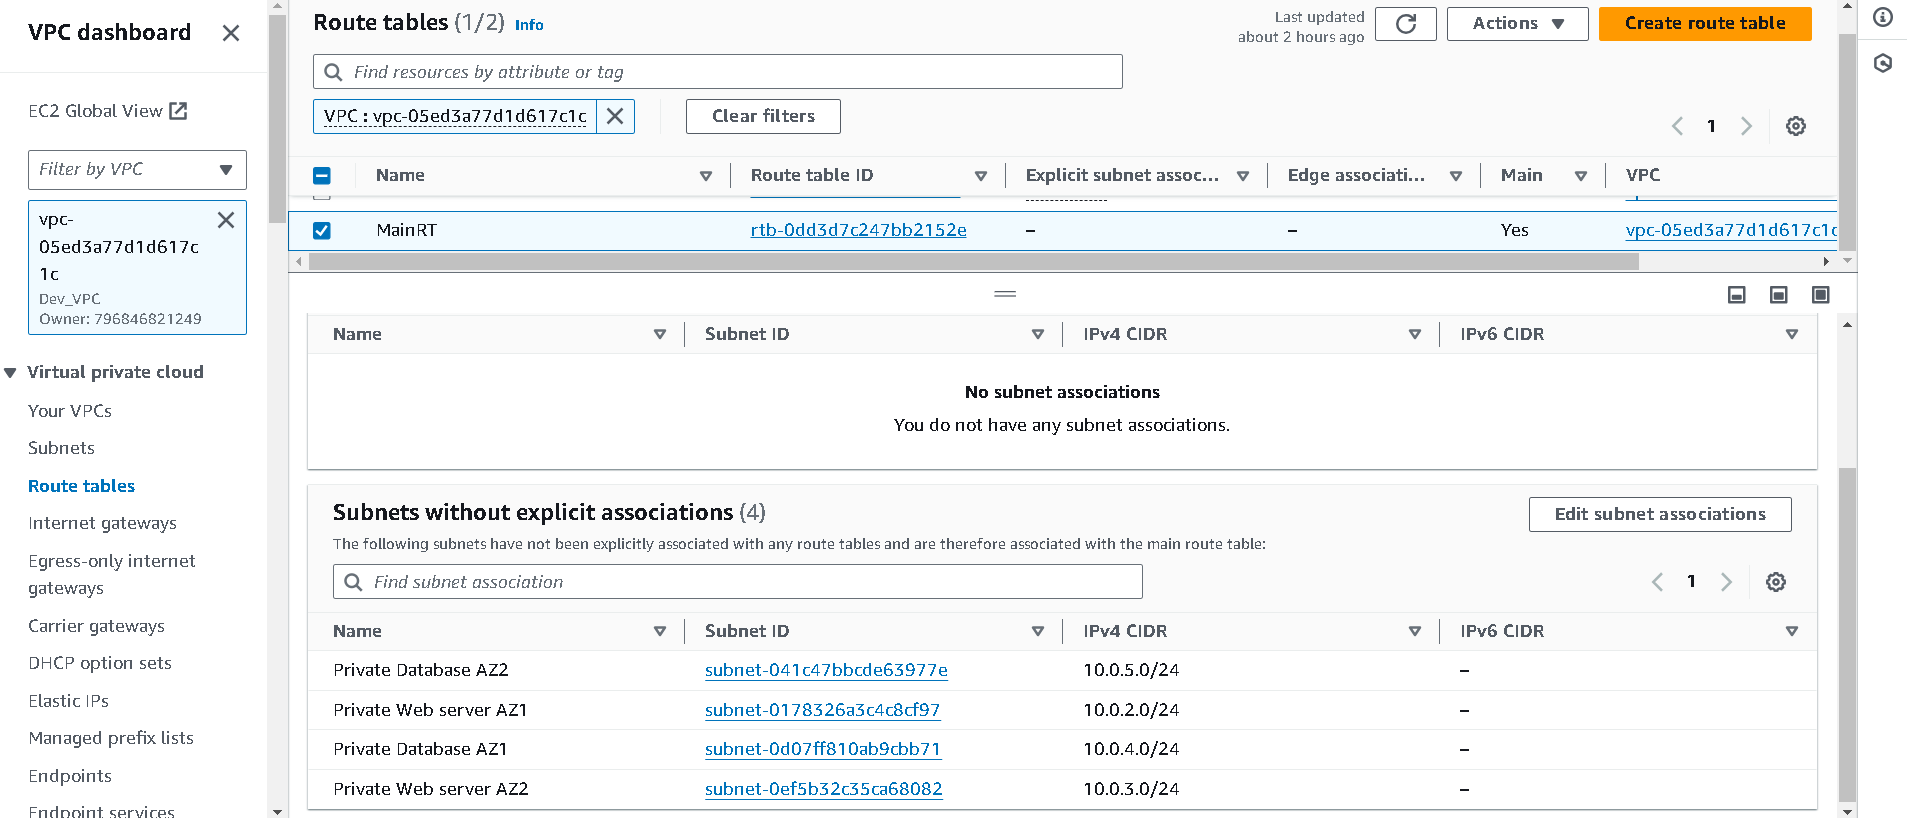 VPC dashboard
EC2 Global View
Filter by VPC
vpc-
05ed3a77d1d617c
1c
Dev_VPC
Owner: 796846821249
Virtual private cloud
Your VPCs
Subnets
Route tables
Internet gateways
Egress-only internet
gateways
Carrier gateways
DHCP option sets
Elastic IPs
Managed prefix lists
Endpoints
Endpoint services
Route tables (1/2) Info
Last updated
about 2 hours ago
Actions
Create route table
Find resources by attribute or tag
VPC : vpc-05ed3a77d1d617c1c
Clear filters
1
Name Route table ID Explicit subnet assoc... Edge associati... Main VPC
MainRT rtb-0dd3d7c247bb2152e – – Yes vpc-05ed3a77d1d617c1c
Name Subnet ID IPv4 CIDR IPv6 CIDR
No subnet associations
You do not have any subnet associations.
Subnets without explicit associations (4)
Edit subnet associations
The following subnets have not been explicitly associated with any route tables and are therefore associated with the main route table:
Find subnet association
1
Name Subnet ID IPv4 CIDR IPv6 CIDR
Private Database AZ2 subnet-041c47bbcde63977e 10.0.5.0/24 –
Private Web server AZ1 subnet-0178326a3c4c8cf97 10.0.2.0/24 –
Private Database AZ1 subnet-0d07ff810ab9cbb71 10.0.4.0/24 –
Private Web server AZ2 subnet-0ef5b32c35ca68082 10.0.3.0/24 –